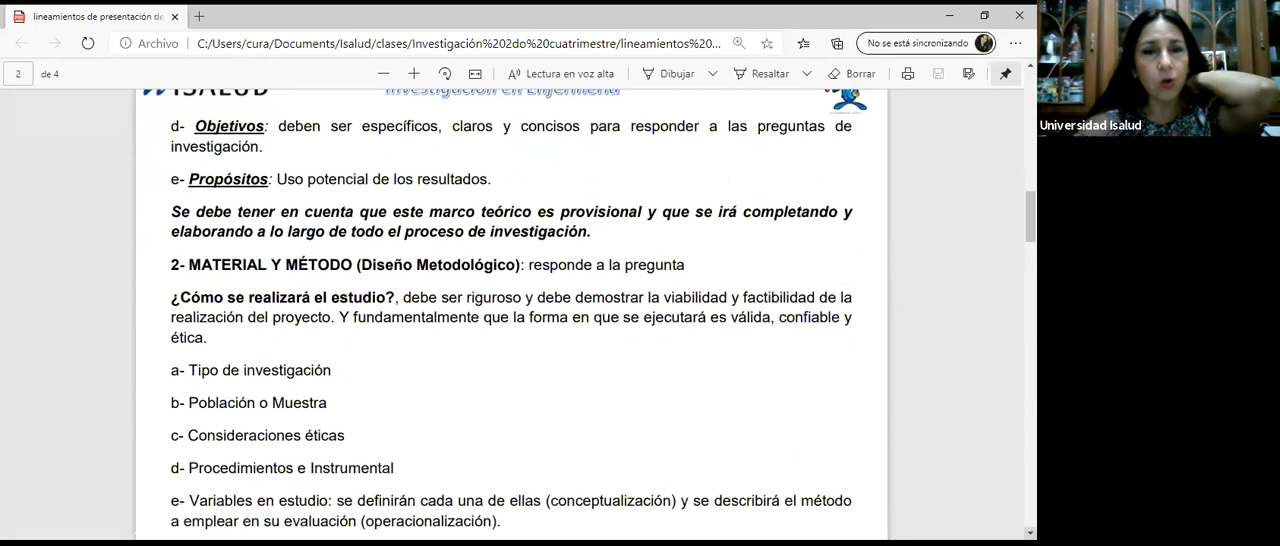 lineamientos de presentación de
Archivo
C:/Users/cura/Documents/Isalud/clases/Investigación%202do%20cuatrimestre/lineamientos%20...
No se está sincronizando
2
de 4
Lectura en voz alta
Dibujar
Resaltar
Borrar
ISALUD
Investigación en Enfermería
d- Objetivos: deben ser específicos, claros y concisos para responder a las preguntas de
investigación.
e- Propósitos: Uso potencial de los resultados.
Se debe tener en cuenta que este marco teórico es provisional y que se irá completando y
elaborando a lo largo de todo el proceso de investigación.
2- MATERIAL Y MÉTODO (Diseño Metodológico): responde a la pregunta
¿Cómo se realizará el estudio?, debe ser riguroso y debe demostrar la viabilidad y factibilidad de la
realización del proyecto. Y fundamentalmente que la forma en que se ejecutará es válida, confiable y
ética.
a- Tipo de investigación
b- Población o Muestra
c- Consideraciones éticas
d- Procedimientos e Instrumental
e- Variables en estudio: se definirán cada una de ellas (conceptualización) y se describirá el método
a emplear en su evaluación (operacionalización).
Universidad Isalud